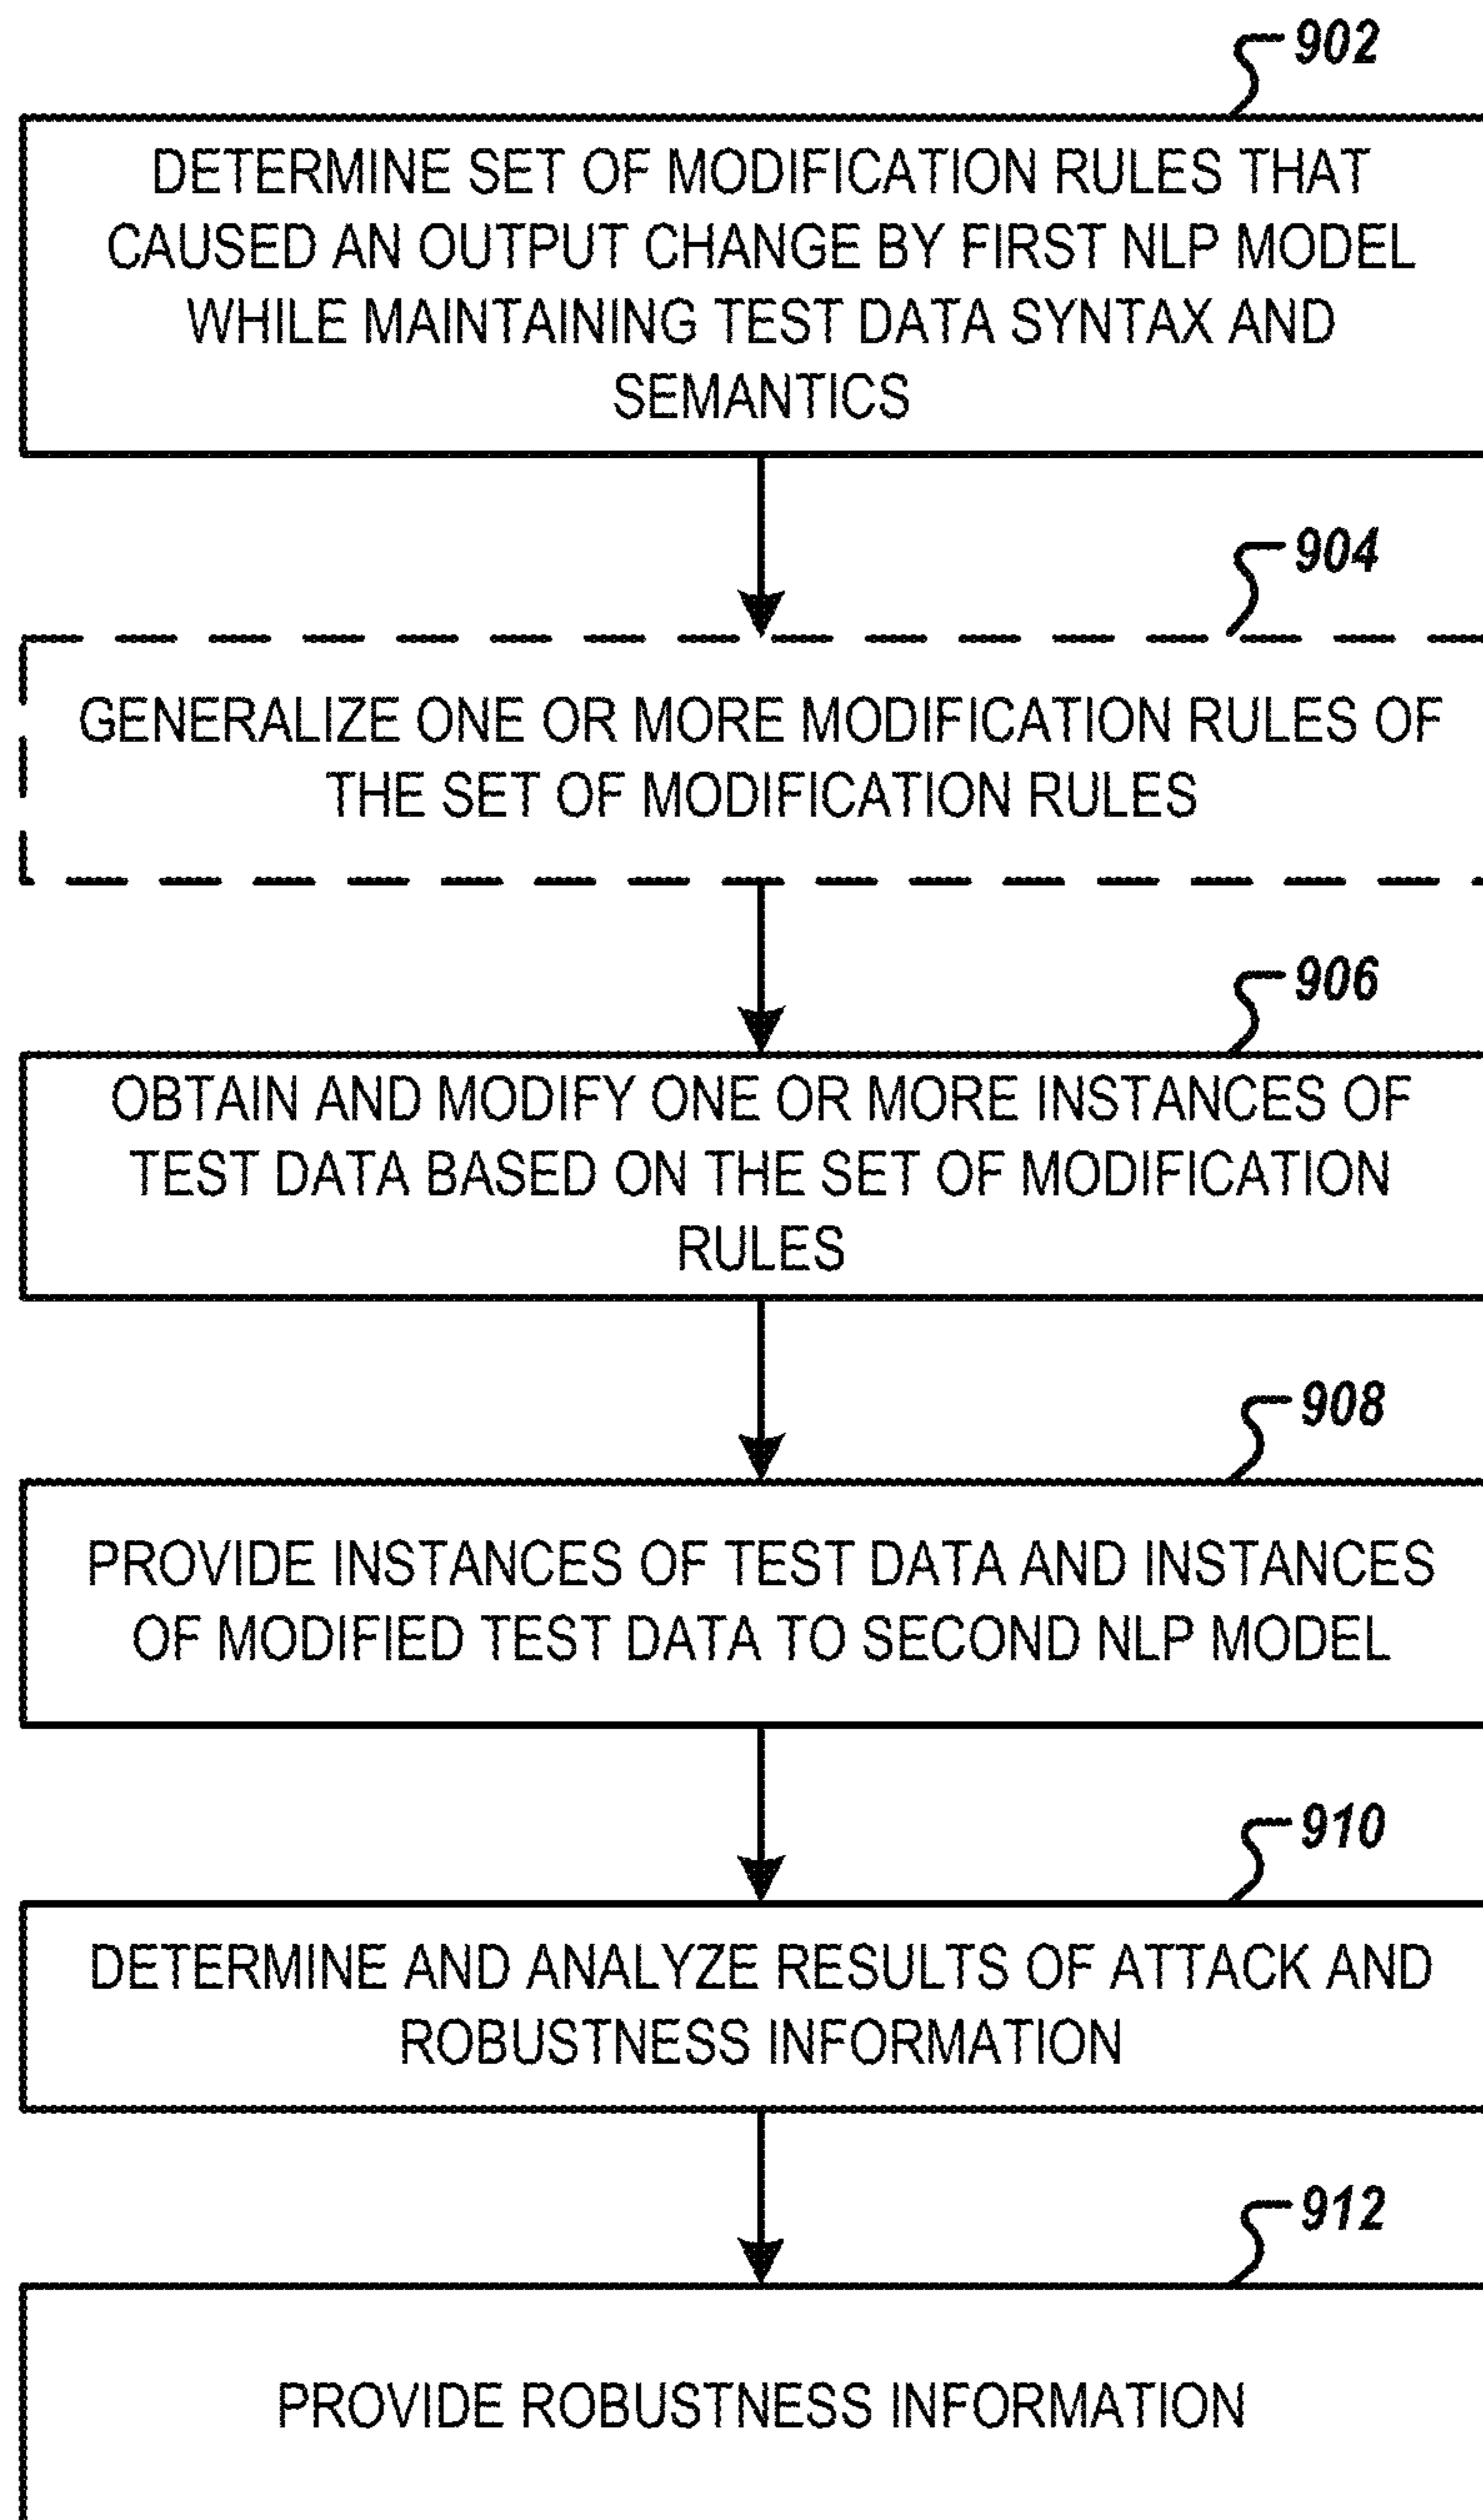 902
DETERMINE SET OF MODIFICATION RULES THAT
CAUSED AN OUTPUT CHANGE BY FIRST NLP MODEL
WHILE MAINTAINING TEST DATA SYNTAX AND
SEMANTICS
904
GENERALIZE ONE OR MORE MODIFICATION RULES OF
THE SET OF MODIFICATION RULES
906
OBTAIN AND MODIFY ONE OR MORE INSTANCES OF
TEST DATA BASED ON THE SET OF MODIFICATION
RULES
908
PROVIDE INSTANCES OF TEST DATA AND INSTANCES
OF MODIFIED TEST DATA TO SECOND NLP MODEL
910
DETERMINE AND ANALYZE RESULTS OF ATTACK AND
ROBUSTNESS INFORMATION
912
PROVIDE ROBUSTNESS INFORMATION